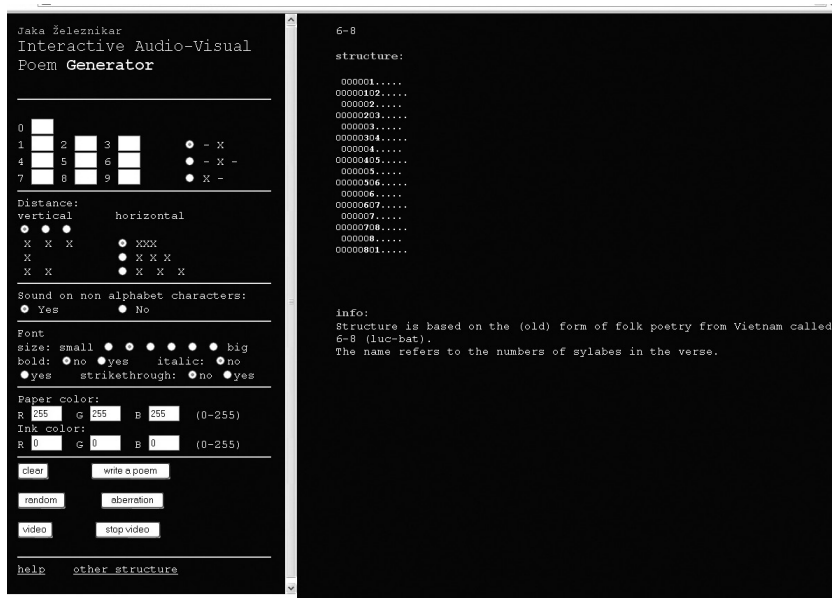 Jaka Železnikar
Interactive Audio-Visual
Poem Generator
0
1 2 3 - X
4 5 6 - X -
7 8 9 X -
Distance:
vertical horizontal
X X X XXX
X X X X
X X X X X
Sound on non alphabet characters:
Yes No
Font
size: small big
bold: no yes italic: no
yes strikethrough: no yes
Paper color:
R 255 G 255 B 255 (0-255)
Ink color:
R 0 G 0 B 0 (0-255)
clear write a poem
random aberration
video stop video
help other structure
6-8
structure:
000001.....
00000102.....
000002.....
00000203.....
000003.....
00000304.....
000004.....
00000405.....
000005.....
00000506.....
000006.....
00000607.....
000007.....
00000708.....
000008.....
00000801.....
info:
Structure is based on the (old) form of folk poetry from Vietnam called
6-8 (luc-bat).
The name refers to the numbers of sylabes in the verse.